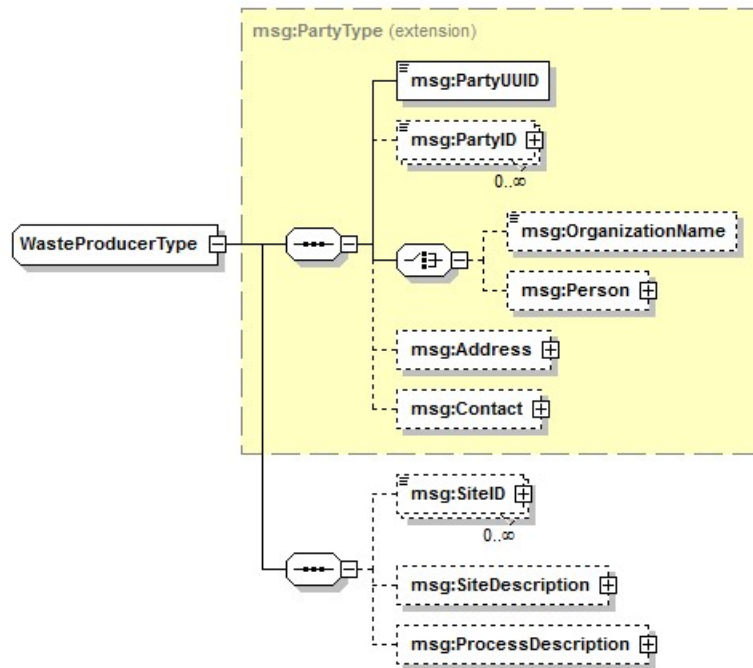 msg:PartyType (extension)
msg:PartyUUID
msg:PartyID
0..∞
WasteProducerType
msg:OrganizationName
msg:Person
msg:Address
msg:Contact
msg:SiteID
0..∞
msg:SiteDescription
msg:ProcessDescription